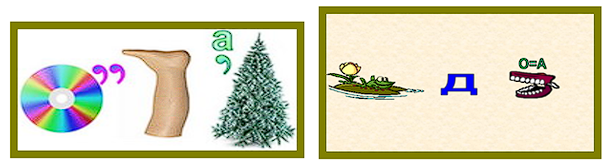 ,, а ,
Д О=А